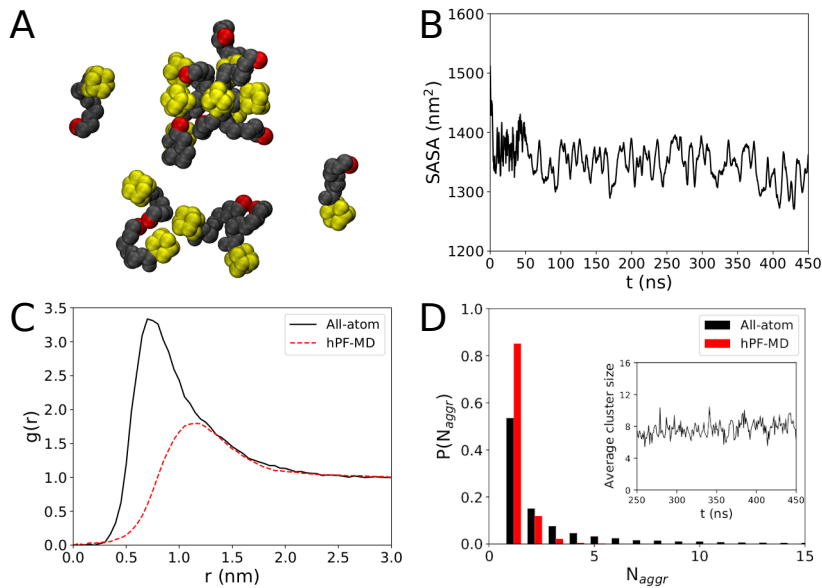 A
B
1600
1500
1400
1300
1200
SASA (nm²)
0 50 100 150 200 250 300 350 400 450
t (ns)
C
3.5
3.0
2.5
2.0
1.5
1.0
0.5
0.0
g(r)
All-atom
hPF-MD
0.0 0.5 1.0 1.5 2.0 2.5 3.0
r (nm)
D
1.0
0.8
0.6
0.4
0.2
0.0
P(Naggr)
All-atom
hPF-MD
16
12
8
4
0
Average cluster size
250 300 350 400 450
t (ns)
0 5 10 15
Naggr